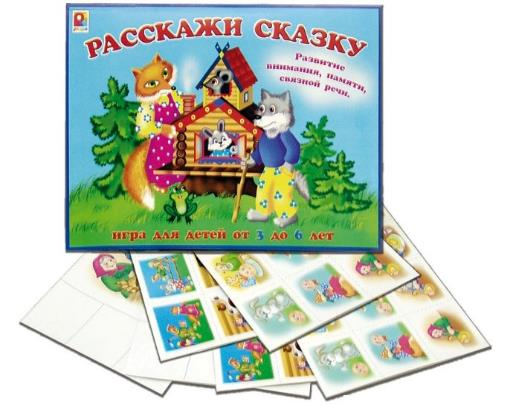 РАССКАЖИ СКАЗКУ
Развитие
внимания, памяти,
связной речи.
игра для детей от 3 до 6 лет